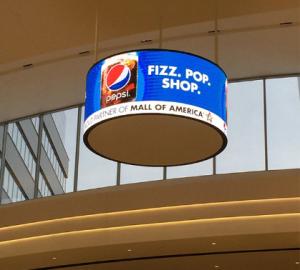 pepsi.
FIZZ. POP.
SHOP.
PARTNER OF MALL OF AMERICA